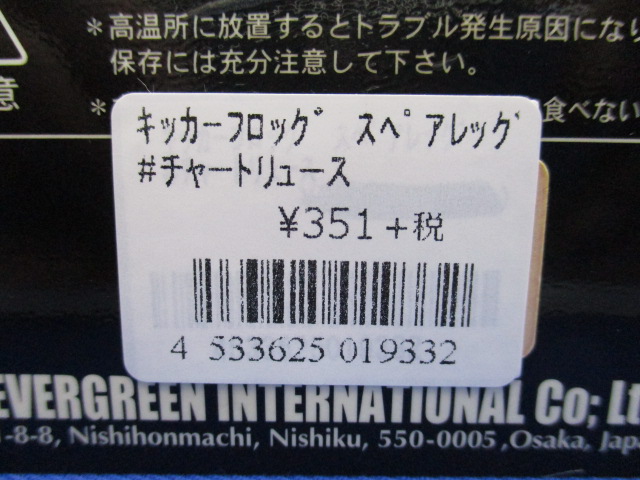 *高温所に放置するとトラブル発生原因になり
保存には充分注意して下さい。
意
*
食べない
ｷｯｶｰﾌﾛｯｸﾞ ｽﾍﾟｱﾚｯｸﾞ
#ﾁｬｰﾄﾘｭｰｽ
¥351+税
4 533625 019332
EVERGREEN INTERNATIONAL Co; Lt
-8-8, Nishihonmachi, Nishiku, 550-0005 ,Osaka, Japa